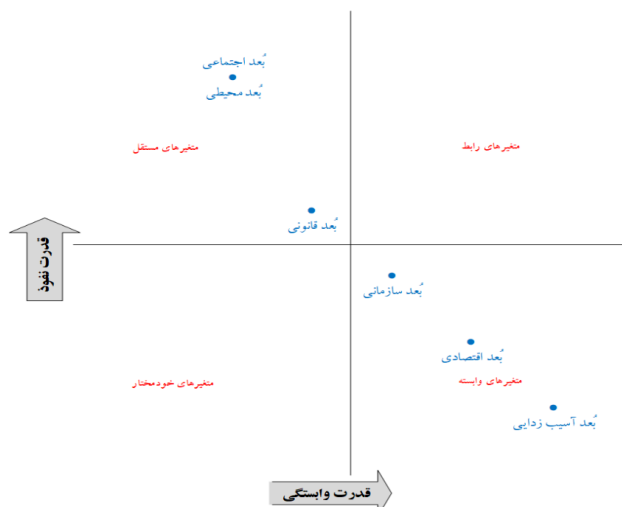 بُعد اجتماعی
بُعد محیطی
متغیرهای رابط
متغیرهای مستقل
بُعد قانونی
قدرت نفوذ
بُعد سازمانی
بُعد اقتصادی
متغیرهای وابسته
متغیرهای خودمختار
بُعد آسیب زدایی
قدرت وابستگی